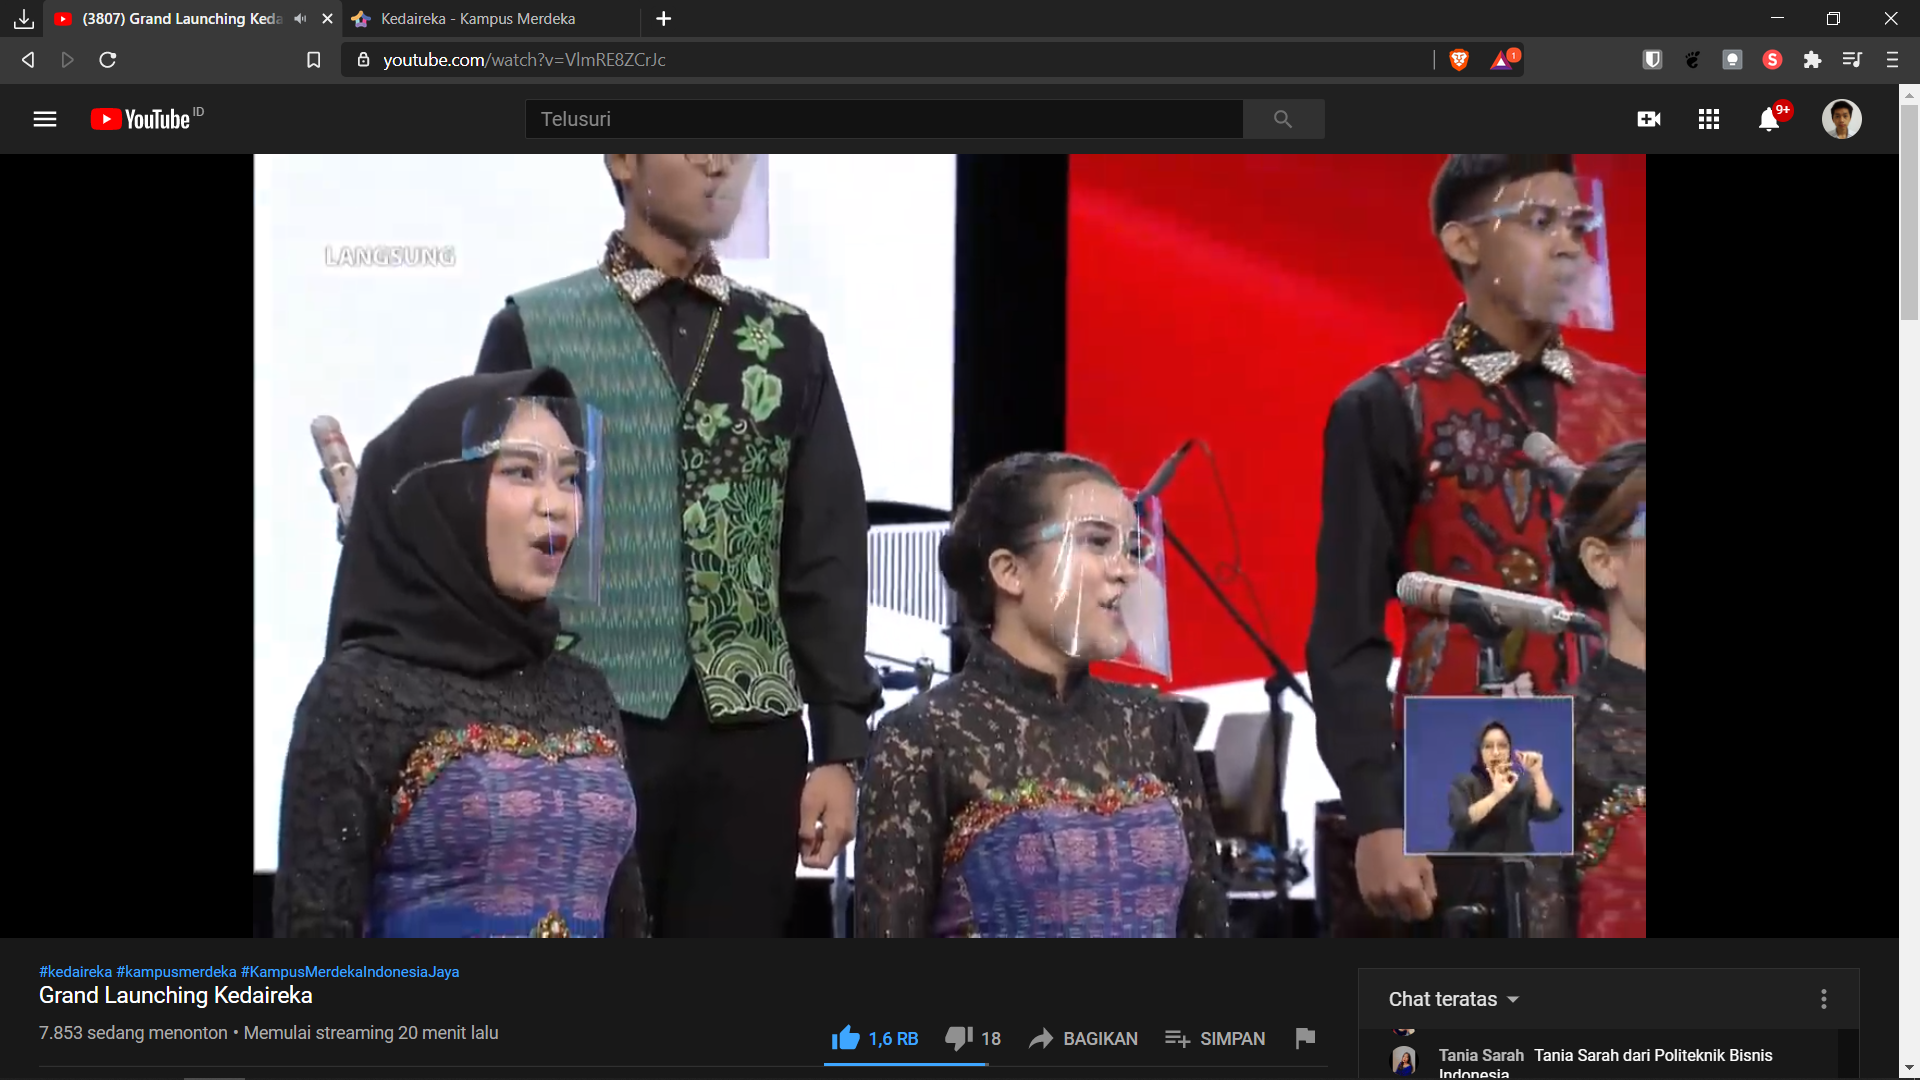 (3807) Grand Launching Keda
Kedaireka - Kampus Merdeka
youtube.com/watch?v=VlmRE8ZCrJc
1
S
YouTube ID
Telusuri
9+
LANGSUNG
#kedaireka #kampusmerdeka #KampusMerdekaIndonesiaJaya
Grand Launching Kedaireka
7.853 sedang menonton • Memulai streaming 20 menit lalu
1,6 RB
18
BAGIKAN
SIMPAN
Chat teratas
Tania Sarah Tania Sarah dari Politeknik Bisnis
Indonesia